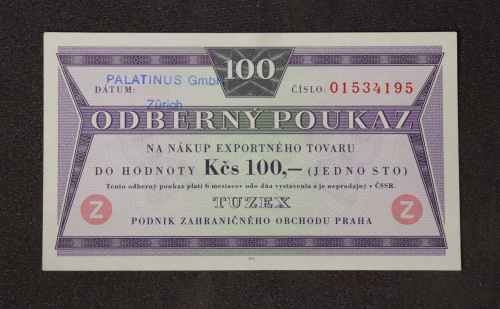 100
PALATINUS GmbH
Zürich
DÁTUM:
ČÍSLO: 01534195
ODBERNÝ POUKAZ
NA NÁKUP EXPORTNÉHO TOVARU
DO HODNOTY Kčs 100,— (JEDNO STO)
Tento odberný poukaz platí 6 mesiacov odo dňa vystavenia a je nepredajný v ČSSR.
Z TUZEX Z
PODNIK ZAHRANIČNÉHO OBCHODU PRAHA